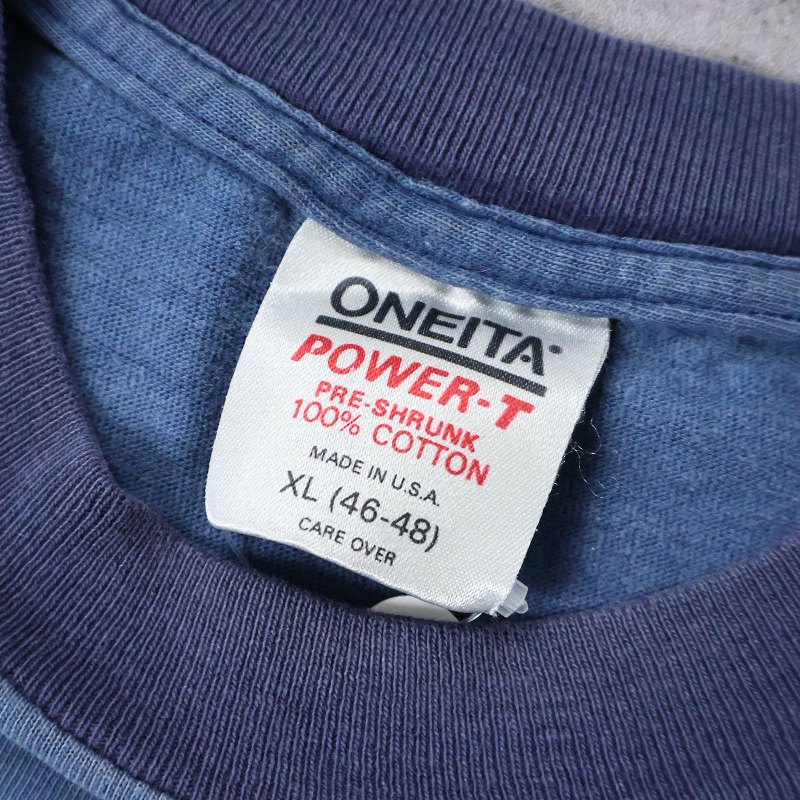 ONEITA
POWER-T
PRE-SHRUNK
100% COTTON
MADE IN U.S.A.
XL (46-48)
CARE OVER